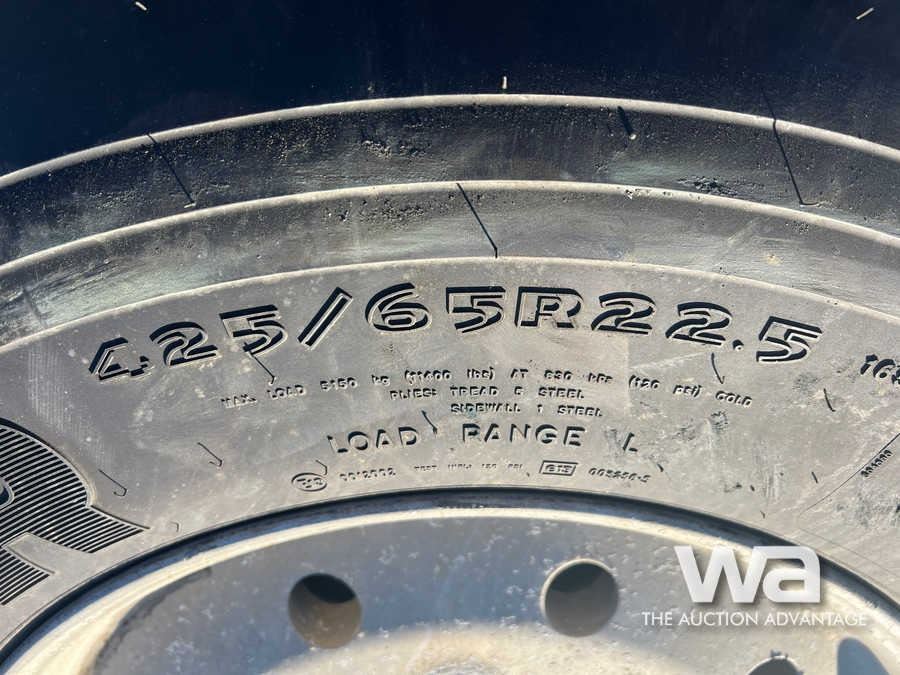 425/65R22.5
MAX. LOAD 5150 kg (11400 lbs) AT 830 kPa (120 psi) COLD
PLIES: TREAD 5 STEEL
SIDEWALL 1 STEEL
LOAD RANGE L
0012002
wa
THE AUCTION ADVANTAGE